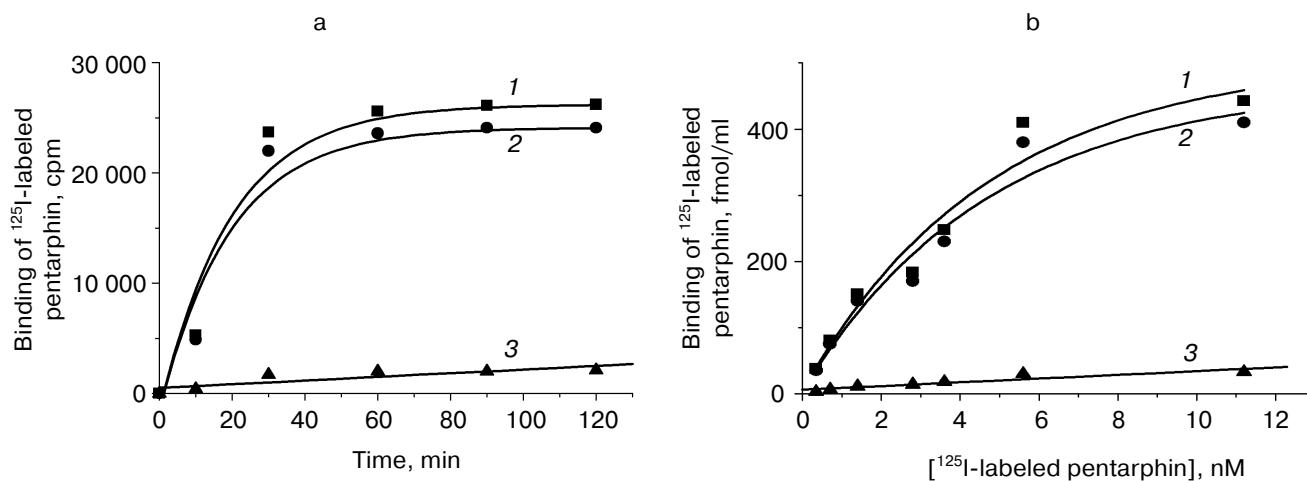 a
Binding of ¹²⁵I-labeled
pentarphin, cpm
30 000
20 000
10 000
0
1
2
3
0 20 40 60 80 100 120
Time, min
b
Binding of ¹²⁵I-labeled
pentarphin, fmol/ml
400
200
0
1
2
3
0 2 4 6 8 10 12
[¹²⁵I-labeled pentarphin], nM